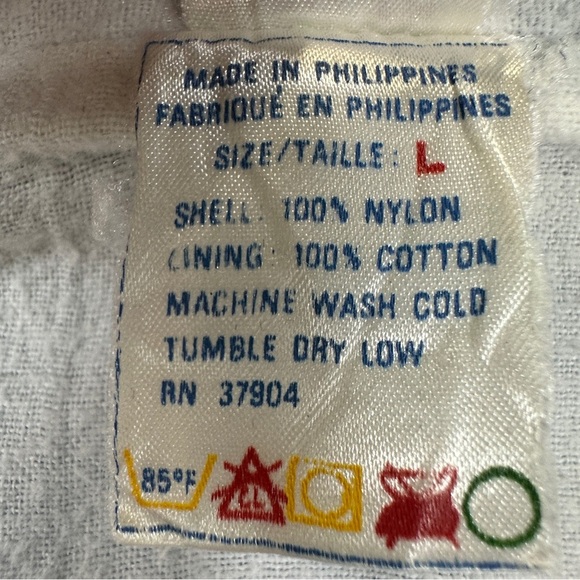 MADE IN PHILIPPINES
FABRIQUÉ EN PHILIPPINES
SIZE/TAILLE: L
SHELL: 100% NYLON
LINING: 100% COTTON
MACHINE WASH COLD
TUMBLE DRY LOW
RN 37904
85°F